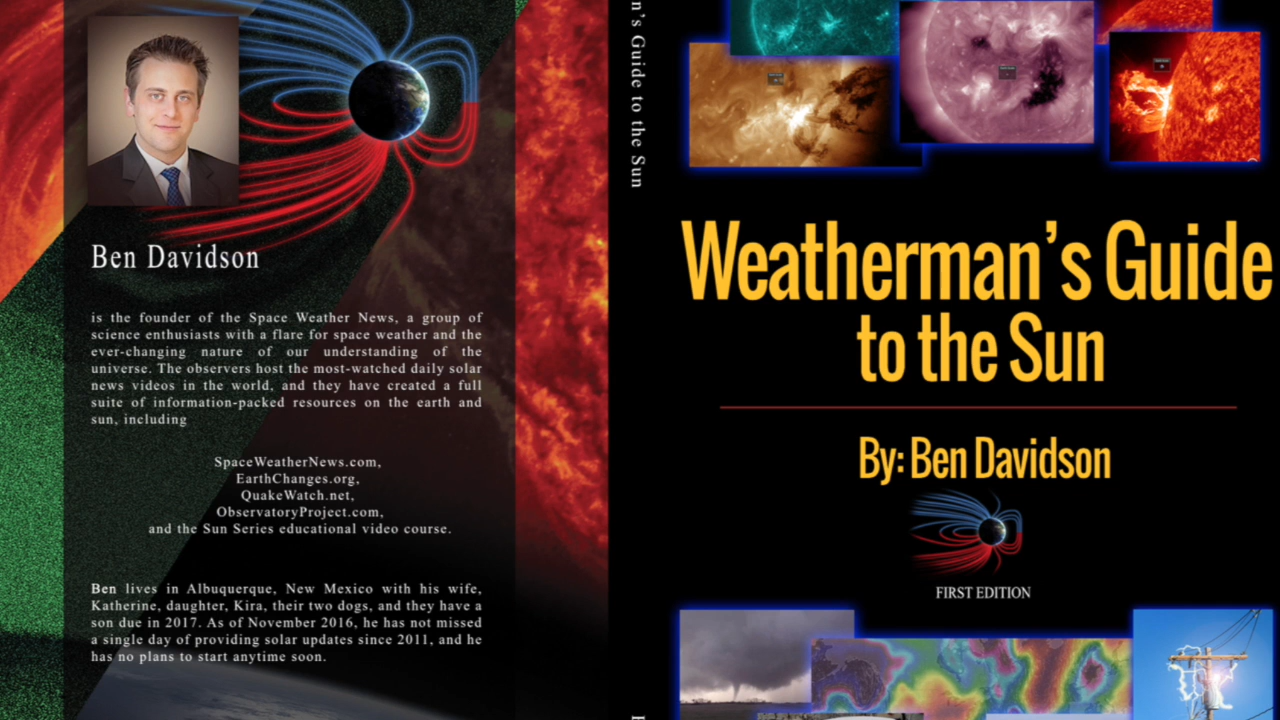 Ben Davidson
is the founder of the Space Weather News, a group of
science enthusiasts with a flare for space weather and the
ever-changing nature of our understanding of the
universe. The observers host the most-watched daily solar
news videos in the world, and they have created a full
suite of information-packed resources on the earth and
sun, including
SpaceWeatherNews.com,
EarthChanges.org,
QuakeWatch.net,
ObservatoryProject.com,
and the Sun Series educational video course.
Ben lives in Albuquerque, New Mexico with his wife,
Katherine, daughter, Kira, their two dogs, and they have a
son due in 2017. As of November 2016, he has not missed
a single day of providing solar updates since 2011, and he
has no plans to start anytime soon.
n's Guide to the Sun
Weatherman's Guide
to the Sun
By: Ben Davidson
FIRST EDITION